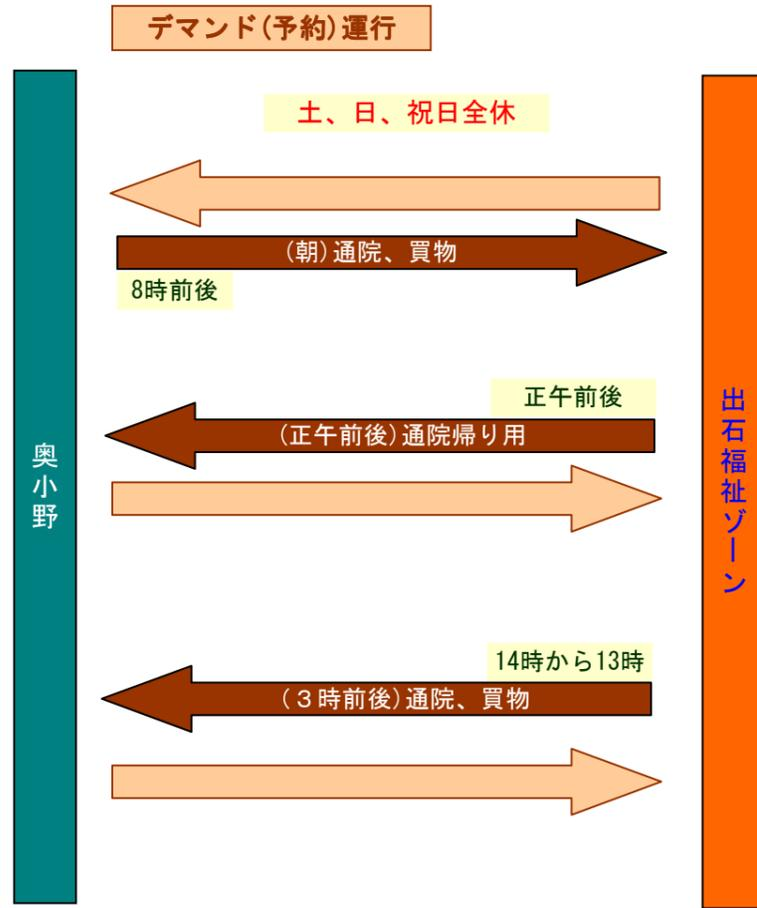 デマンド(予約)運行
土、日、祝日全休
(朝)通院、買物
8時前後
正午前後
(正午前後)通院帰り用
奥小野
出石福祉ゾーン
14時から13時
(３時前後)通院、買物